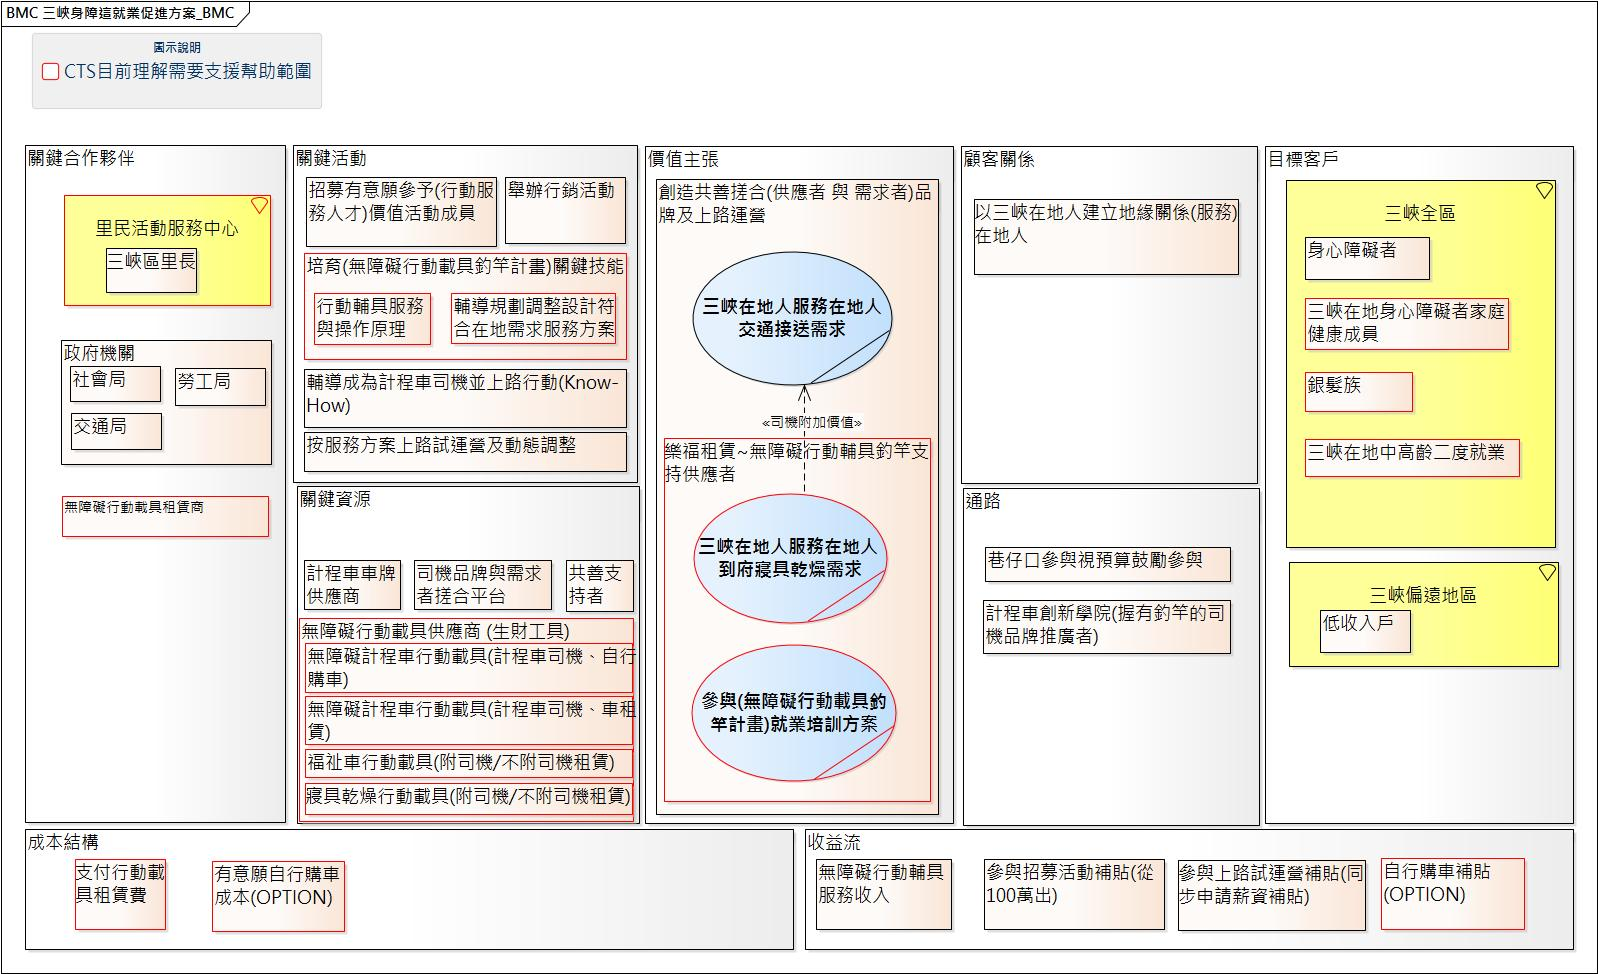 BMC 三峽身障這就業促進方案_BMC
圖示說明
CTS目前理解需要支援幫助範圍
關鍵合作夥伴
里民活動服務中心
三峽區里長
政府機關
社會局
勞工局
交通局
無障礙行動載具租賃商
關鍵活動
招募有意願參予(行動服
務人才)價值活動成員
舉辦行銷活動
培育(無障礙行動載具釣竿計畫)關鍵技能
行動輔具服務
與操作原理
輔導規劃調整設計符
合在地需求服務方案
輔導成為計程車司機並上路行動(Know-
How)
按服務方案上路試運營及動態調整
關鍵資源
計程車車牌
供應商
司機品牌與需求
者搓合平台
共善支
持者
無障礙行動載具供應商 (生財工具)
無障礙計程車行動載具(計程車司機、自行
購車)
無障礙計程車行動載具(計程車司機、車租
賃)
福祉車行動載具(附司機/不附司機租賃)
寢具乾燥行動載具(附司機/不附司機租賃)
價值主張
創造共善搓合(供應者 與 需求者)品
牌及上路運營
三峽在地人服務在地人
交通接送需求
«司機附加價值»
樂福租賃~無障礙行動輔具釣竿支
持供應者
三峽在地人服務在地人
到府寢具乾燥需求
參與(無障礙行動載具釣
竿計畫)就業培訓方案
顧客關係
以三峽在地人建立地緣關係(服務)
在地人
通路
巷仔口參與視預算鼓勵參與
計程車創新學院(握有釣竿的司
機品牌推廣者)
目標客戶
三峽全區
身心障礙者
三峽在地身心障礙者家庭
健康成員
銀髮族
三峽在地中高齡二度就業
三峽偏遠地區
低收入戶
成本結構
支付行動載
具租賃費
有意願自行購車
成本(OPTION)
收益流
無障礙行動輔具
服務收入
參與招募活動補貼(從
100萬出)
參與上路試運營補貼(同
步申請薪資補貼)
自行購車補貼
(OPTION)